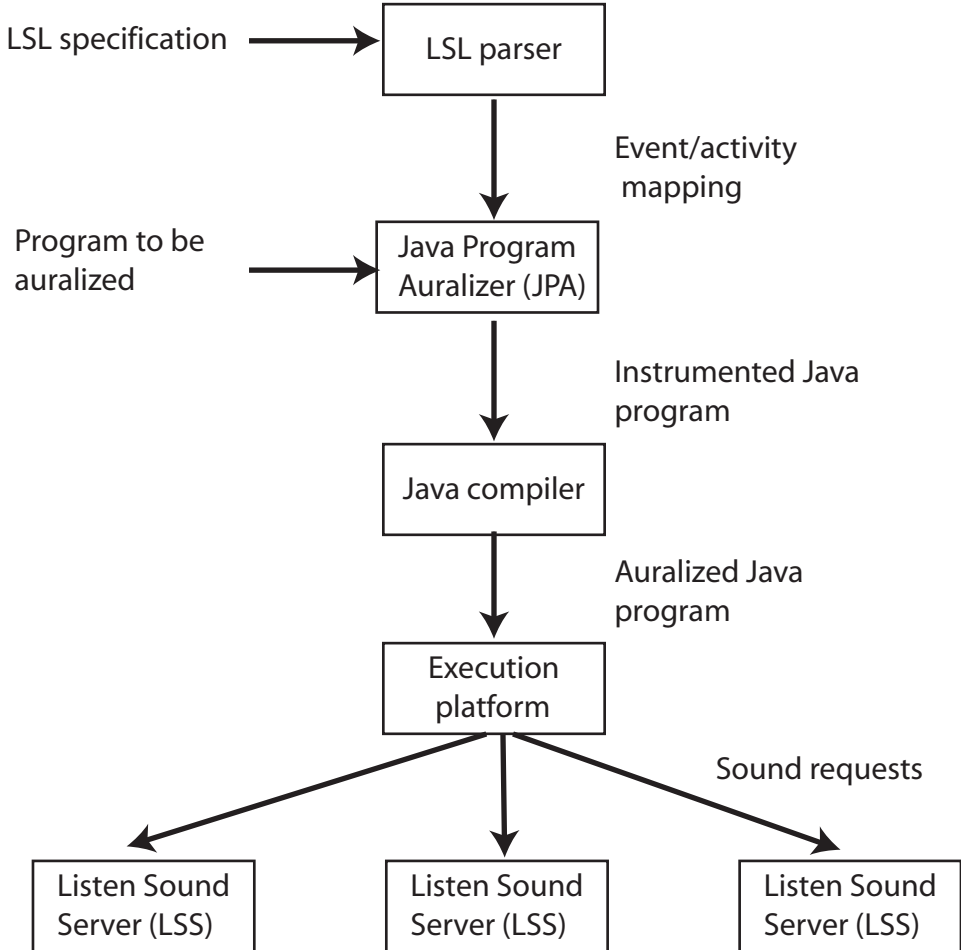 LSL specification
LSL parser
Event/activity
mapping
Program to be
auralized
Java Program
Auralizer (JPA)
Instrumented Java
program
Java compiler
Auralized Java
program
Execution
platform
Sound requests
Listen Sound
Server (LSS)
Listen Sound
Server (LSS)
Listen Sound
Server (LSS)